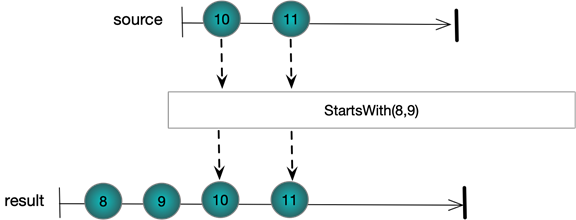 source 10 11
StartsWith(8,9)
result 8 9 10 11